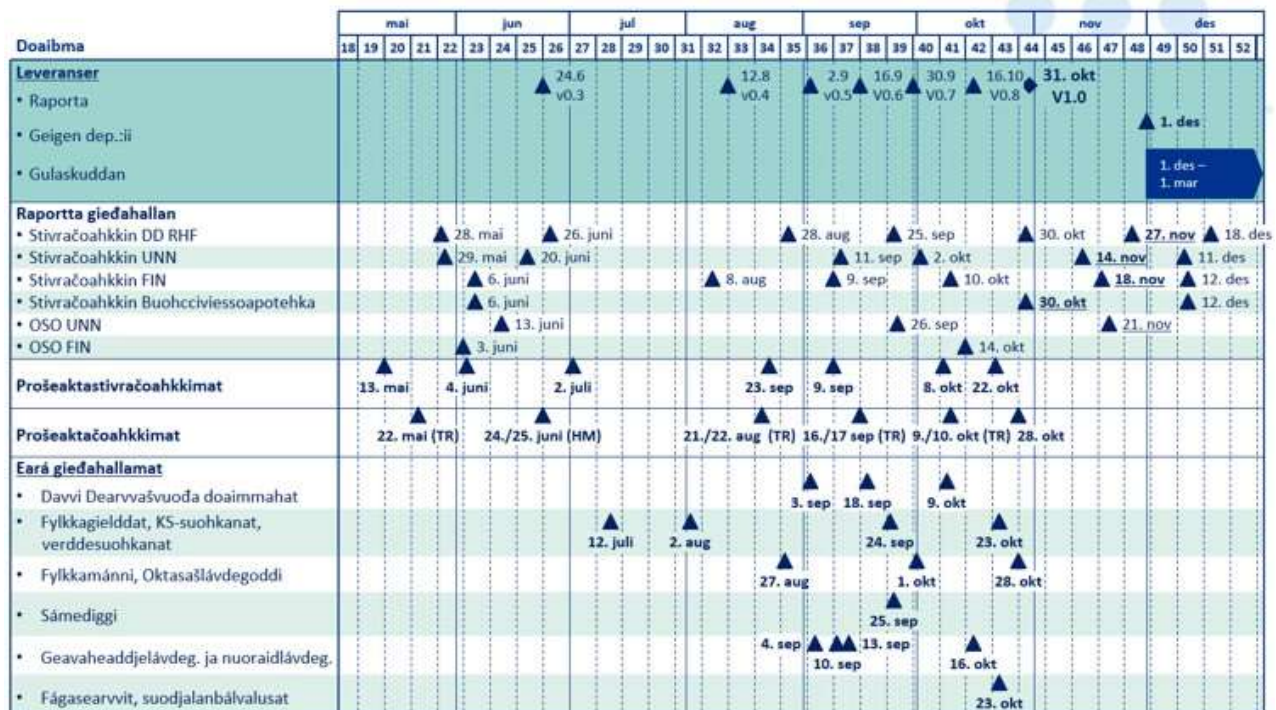 mai jun jul aug sep okt nov des
Doaibma 18 19 20 21 22 23 24 25 26 27 28 29 30 31 32 33 34 35 36 37 38 39 40 41 42 43 44 45 46 47 48 49 50 51 52
Leveranser
• Raporta 24.6 v0.3 12.8 v0.4 2.9 v0.5 16.9 V0.6 30.9 V0.7 16.10 V0.8 31. okt V1.0
• Geigen dep.:ii 1. des
• Gulaskuddan 1. des – 1. mar
Raportta gieđahallan
• Stivračoahkkin DD RHF 28. mai 26. juni 28. aug 25. sep 30. okt 27. nov 18. des
• Stivračoahkkin UNN 29. mai 20. juni 11. sep 2. okt 14. nov 11. des
• Stivračoahkkin FIN 6. juni 8. aug 9. sep 10. okt 18. nov 12. des
• Stivračoahkkin Buohcciviessoapotehka 6. juni 30. okt 12. des
• OSO UNN 13. juni 26. sep 21. nov
• OSO FIN 3. juni 14. okt
Prošeaktastivračoahkkimat 13. mai 4. juni 2. juli 23. sep 9. sep 8. okt 22. okt
Prošeaktačoahkkimat 22. mai (TR) 24./25. juni (HM) 21./22. aug (TR) 16./17 sep (TR) 9./10. okt (TR) 28. okt
Eará gieđahallamat
• Davvi Dearvvašvuođa doaimmahat 3. sep 18. sep 9. okt
• Fylkkagielddat, KS-suohkanat,
verddesuohkanat 12. juli 2. aug 24. sep 23. okt
• Fylkkamánni, Oktasašlávdegoddi 27. aug 1. okt 28. okt
• Sámediggi 25. sep
• Geavaheaddjelávdeg. ja nuoraidlávdeg. 4. sep 10. sep 13. sep 16. okt
• Fágasearvvit, suodjalanbálvalusat 23. okt